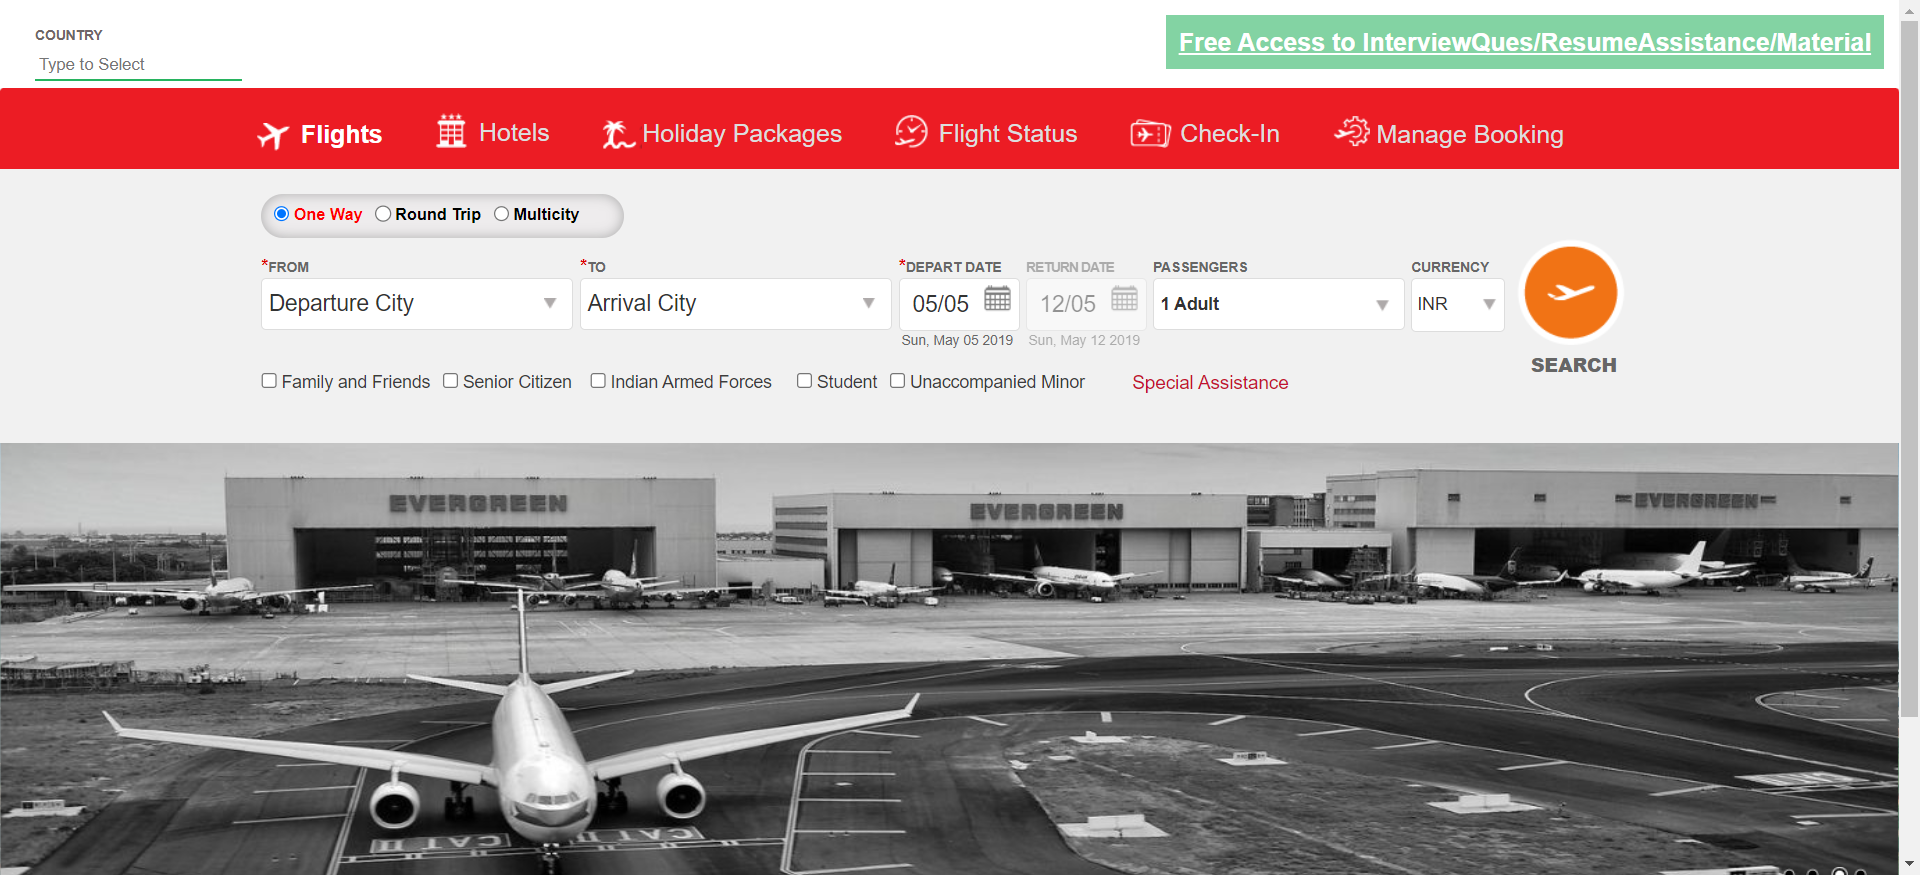 COUNTRY
Type to Select
Free Access to InterviewQues/ResumeAssistance/Material
Flights
Hotels
Holiday Packages
Flight Status
Check-In
Manage Booking
One Way
Round Trip
Multicity
*FROM
*TO
*DEPART DATE
RETURN DATE
PASSENGERS
CURRENCY
Departure City
Arrival City
05/05
12/05
1 Adult
INR
Sun, May 05 2019
Sun, May 12 2019
SEARCH
Family and Friends
Senior Citizen
Indian Armed Forces
Student
Unaccompanied Minor
Special Assistance
EVERGREEN
EVERGREEN
EVERGREEN
CAT II
CAT II